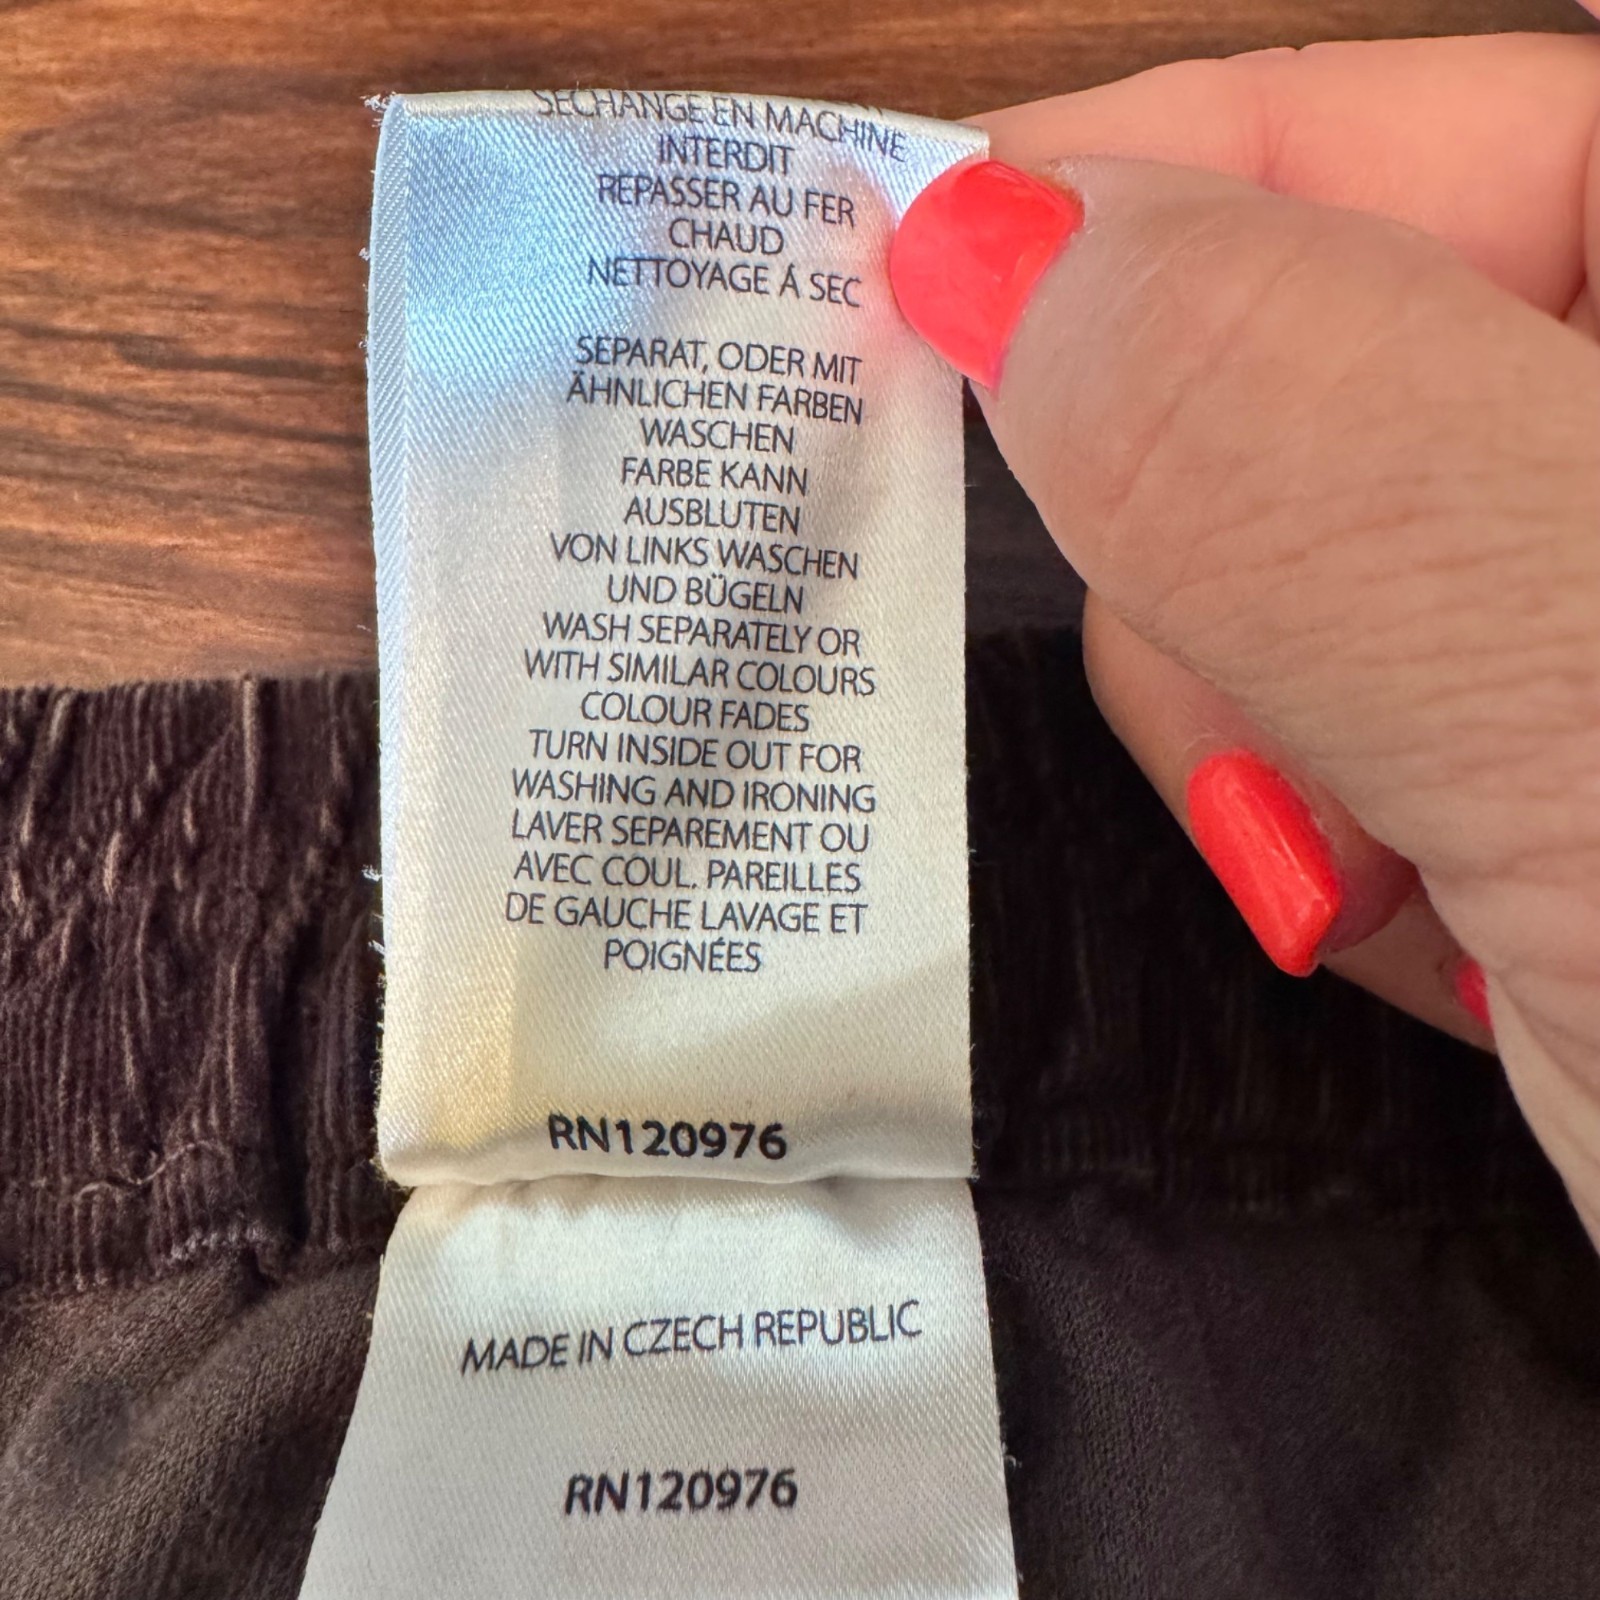 SECHANGE EN MACHINE
INTERDIT
REPASSER AU FER
CHAUD
NETTOYAGE Á SEC
SEPARAT, ODER MIT
ÄHNLICHEN FARBEN
WASCHEN
FARBE KANN
AUSBLUTEN
VON LINKS WASCHEN
UND BÜGELN
WASH SEPARATELY OR
WITH SIMILAR COLOURS
COLOUR FADES
TURN INSIDE OUT FOR
WASHING AND IRONING
LAVER SEPAREMENT OU
AVEC COUL. PAREILLES
DE GAUCHE LAVAGE ET
POIGNÉES
RN120976
MADE IN CZECH REPUBLIC
RN120976